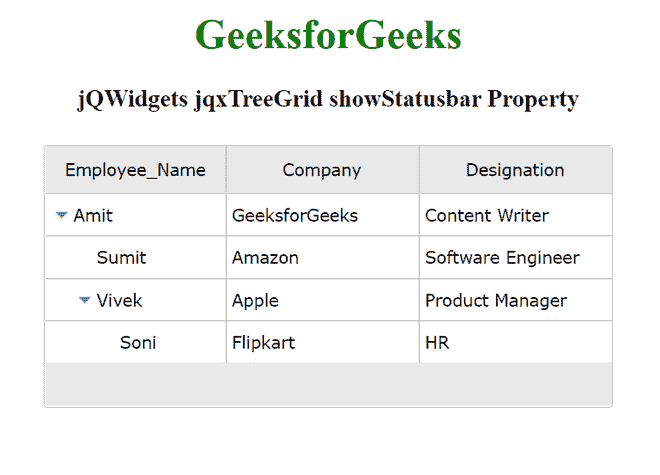 GeeksforGeeks
jQWidgets jqxTreeGrid showStatusbar Property
Employee_Name Company Designation
Amit GeeksforGeeks Content Writer
Sumit Amazon Software Engineer
Vivek Apple Product Manager
Soni Flipkart HR